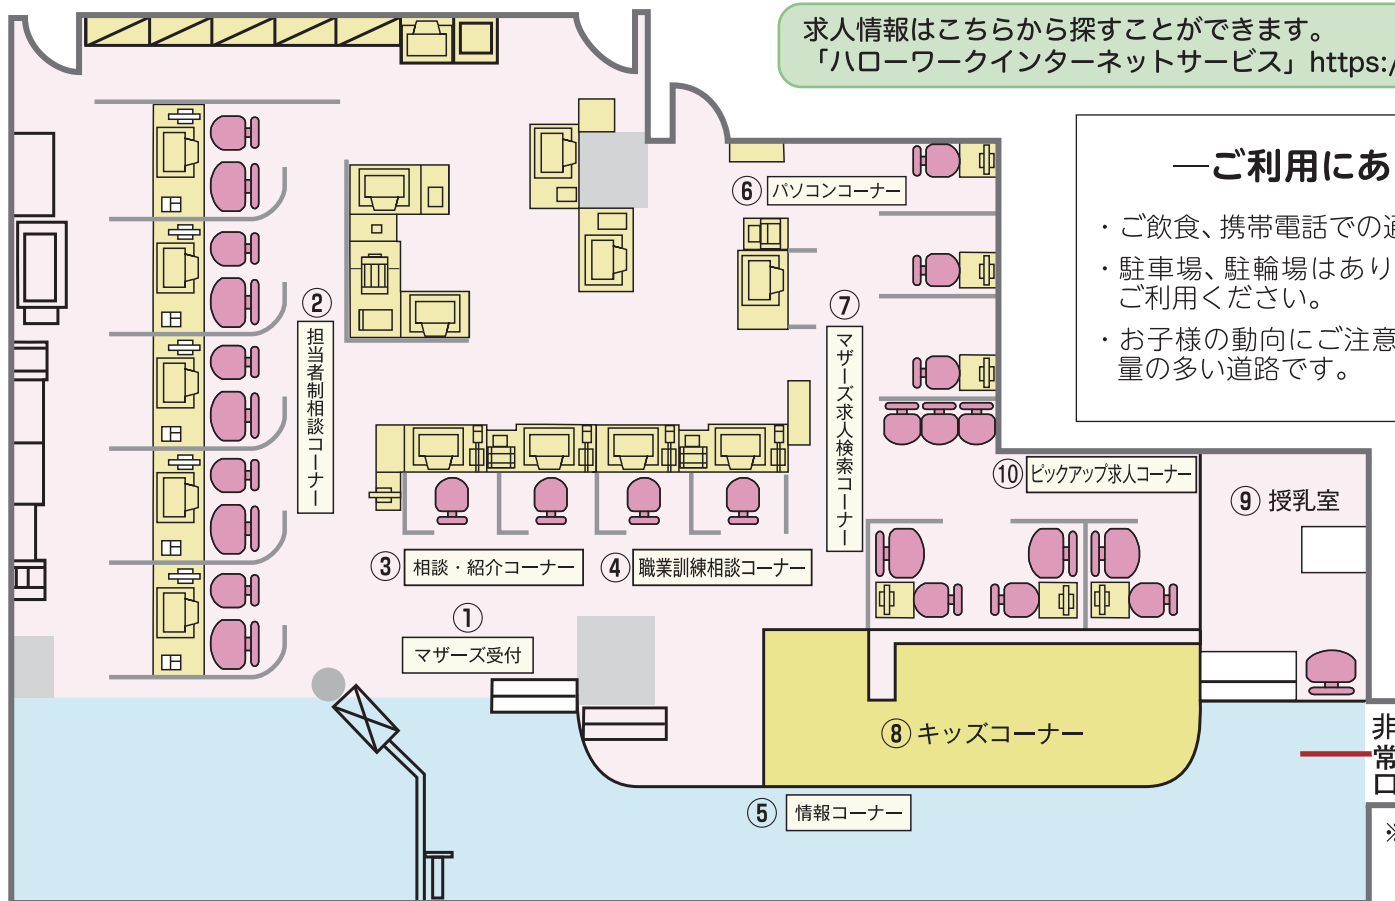 求人情報はこちらから探すことができます。
「ハローワークインターネットサービス」https:/
―ご利用にあ
・ご飲食、携帯電話での通
・駐車場、駐輪場はあり
ご利用ください。
・お子様の動向にご注意
量の多い道路です。
⑥ パソコンコーナー
② 担当者制相談コーナー
⑦ マザーズ求人検索コーナー
⑩ ピックアップ求人コーナー
⑨ 授乳室
③ 相談・紹介コーナー
④ 職業訓練相談コーナー
① マザーズ受付
⑧ キッズコーナー
⑤ 情報コーナー
非常口
※